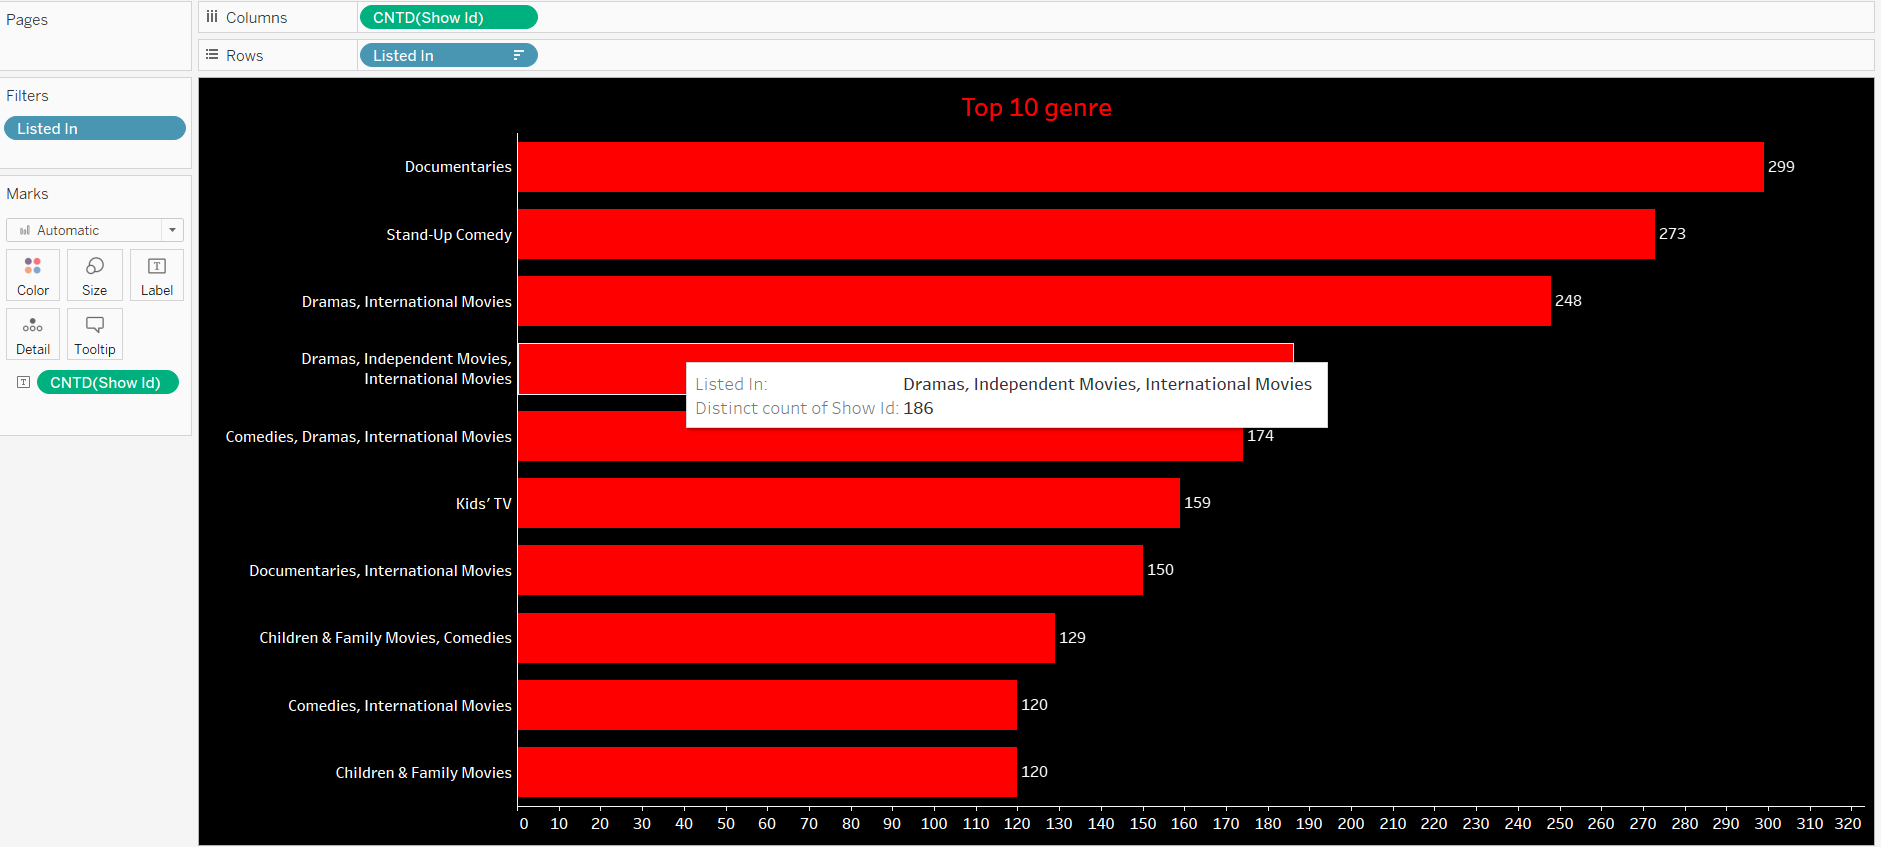 Pages
Columns
CNTD(Show Id)
Rows
Listed In
Filters
Listed In
Marks
Automatic
Color
Size
Label
Detail
Tooltip
CNTD(Show Id)
Top 10 genre
Documentaries
299
Stand-Up Comedy
273
Dramas, International Movies
248
Dramas, Independent Movies,
International Movies
Listed In: Dramas, Independent Movies, International Movies
Distinct count of Show Id: 186
Comedies, Dramas, International Movies
174
Kids’ TV
159
Documentaries, International Movies
150
Children & Family Movies, Comedies
129
Comedies, International Movies
120
Children & Family Movies
120
0 10 20 30 40 50 60 70 80 90 100 110 120 130 140 150 160 170 180 190 200 210 220 230 240 250 260 270 280 290 300 310 320